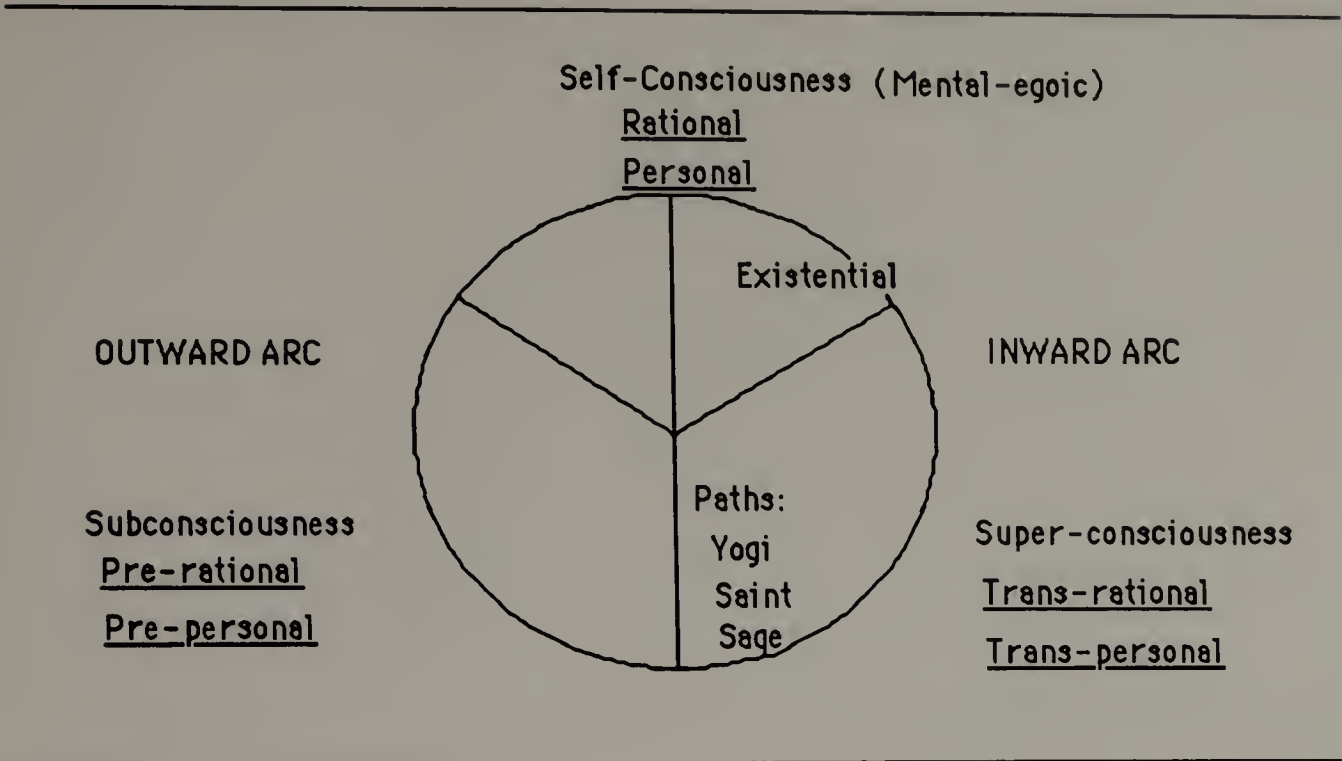 Self-Consciousness (Mental-egoic)
Rational
Personal
Existential
OUTWARD ARC
INWARD ARC
Paths:
Yogi
Saint
Sage
Subconsciousness
Pre-rational
Pre-personal
Super-consciousness
Trans-rational
Trans-personal